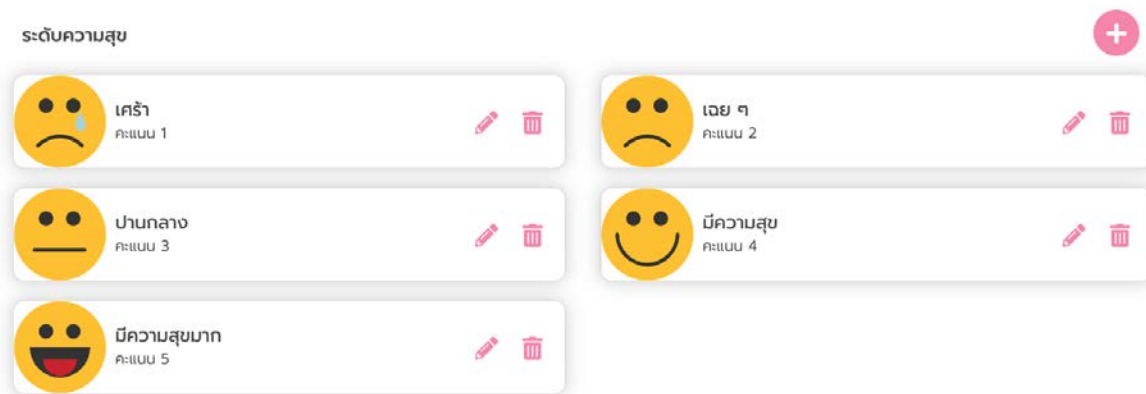 ระดับความสุข
เศร้า
คะแนน 1
เฉย ๆ
คะแนน 2
ปานกลาง
คะแนน 3
มีความสุข
คะแนน 4
มีความสุขมาก
คะแนน 5